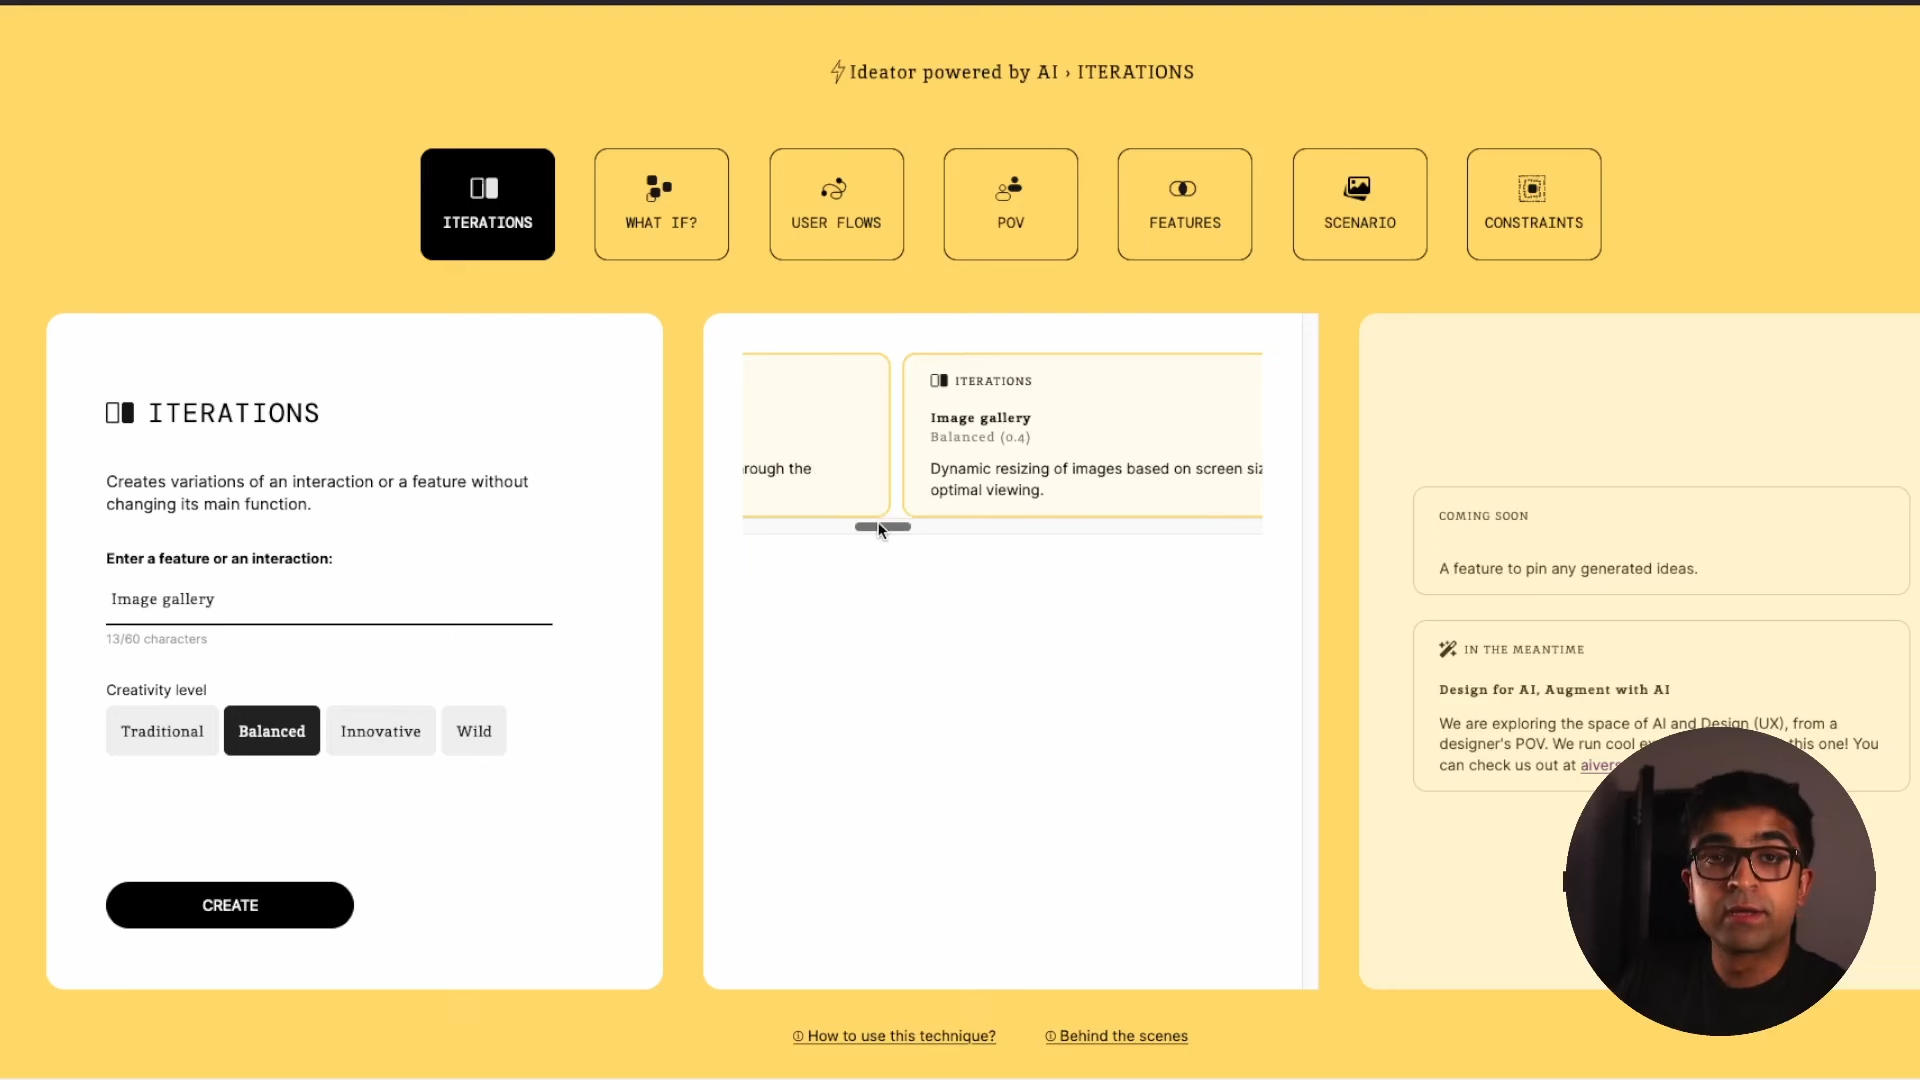 Ideator powered by AI › ITERATIONS
ITERATIONS
WHAT IF?
USER FLOWS
POV
FEATURES
SCENARIO
CONSTRAINTS
ITERATIONS
Creates variations of an interaction or a feature without
changing its main function.
Enter a feature or an interaction:
Image gallery
13/60 characters
Creativity level
Traditional
Balanced
Innovative
Wild
CREATE
rough the
ITERATIONS
Image gallery
Balanced (0.4)
Dynamic resizing of images based on screen
optimal viewing.
COMING SOON
A feature to pin any generated ideas.
IN THE MEANTIME
Design for AI, Augment with AI
We are exploring the space of AI and Design (UX), from a
designer's POV. We run cool this one! You
can check us out at
How to use this technique?
Behind the scenes